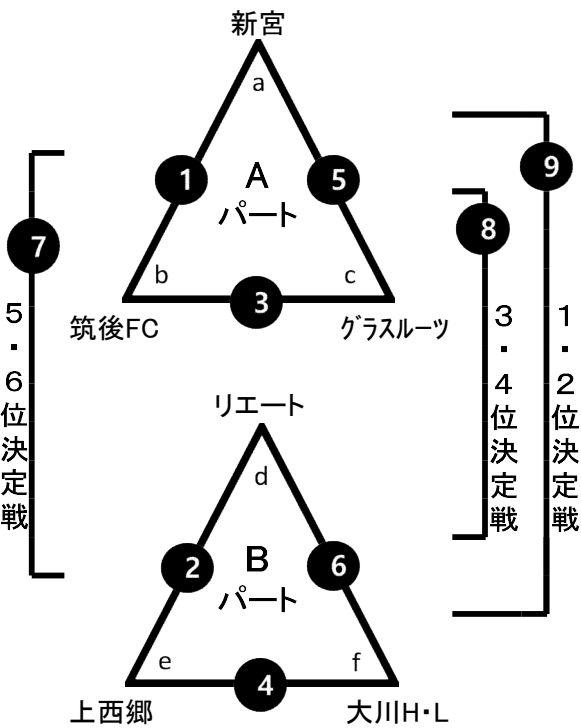 新宮
a
1
A
パート
5
b
3
c
筑後FC
グラスルーツ
7
5・6位決定戦
9
8
3・4位決定戦
1・2位決定戦
リエート
d
2
B
パート
6
e
4
f
上西郷
大川H・L